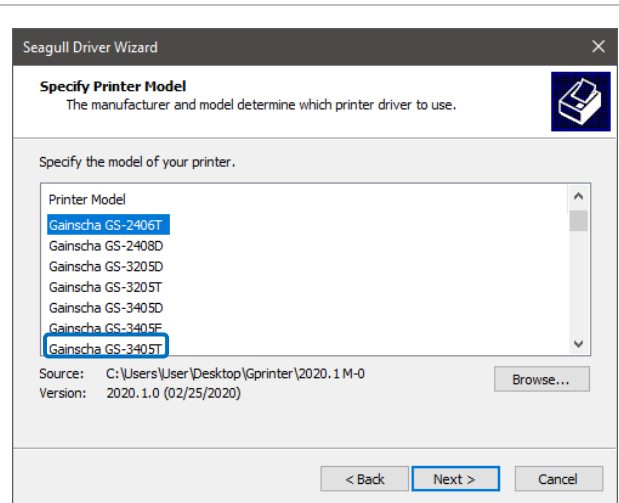 Seagull Driver Wizard
Specify Printer Model
The manufacturer and model determine which printer driver to use.
Specify the model of your printer.
Printer Model
Gainscha GS-2406T
Gainscha GS-2408D
Gainscha GS-3205D
Gainscha GS-3205T
Gainscha GS-3405D
Gainscha GS-3405E
Gainscha GS-3405T
Source: C:\Users\User\Desktop\Gprinter\2020.1 M-0
Browse...
Version: 2020.1.0 (02/25/2020)
< Back Next > Cancel